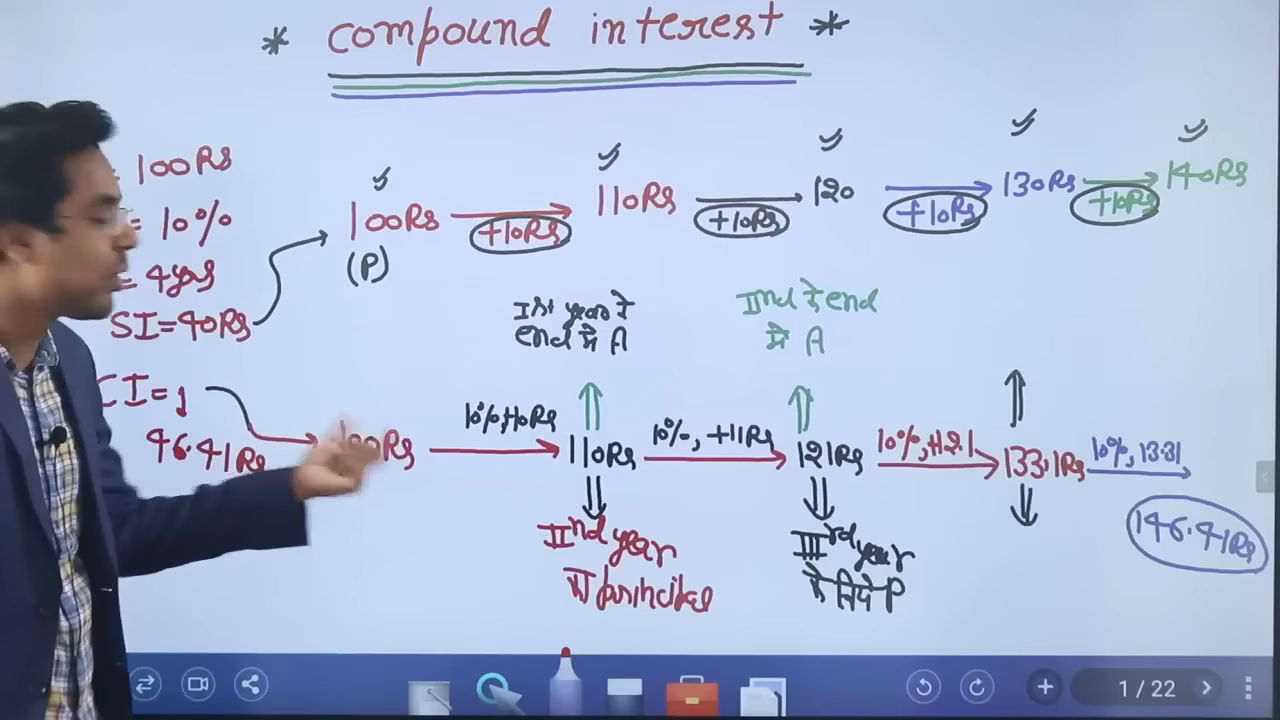 * compound interest *
= 100Rs
= 10%
= 4yrs
SI=40Rs
100Rs
(P)
+10Rs
110Rs
+10Rs
120
+10Rs
130Rs
+10Rs
140Rs
Ist year के
end में A
IInd के end
में A
CI=
46.41Rs
100Rs
10%,+10Rs
110Rs
10%, +11Rs
121Rs
10%,+12.1
133.1Rs
10%, 13.31
146.41Rs
IInd year
में principal
IIIrd year
के लिये P
1 / 22